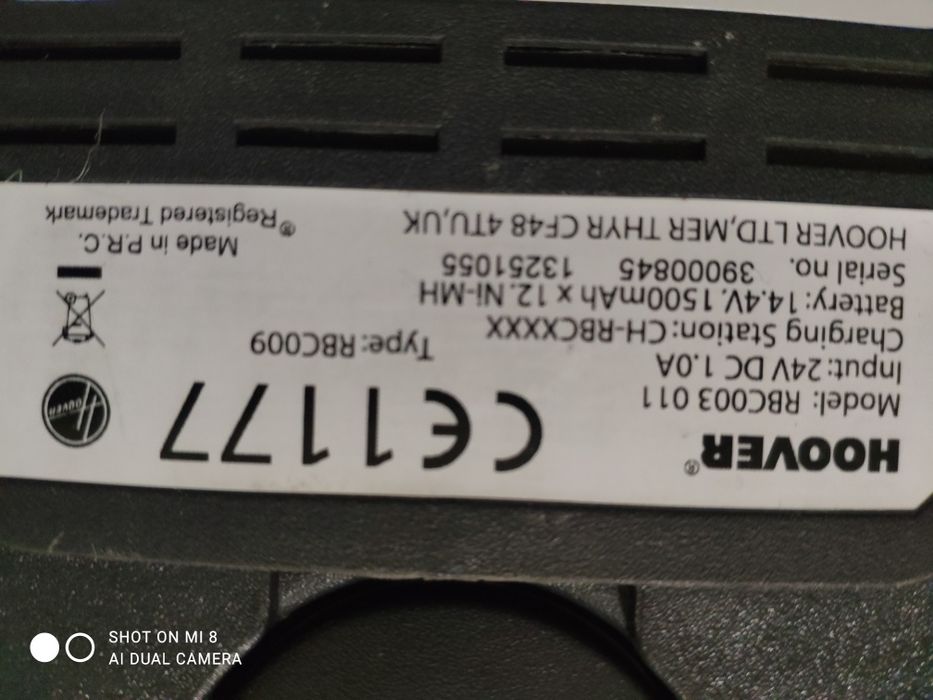 HOOVER®
CE1177
HOOVER
Model: RBC003 011
Input: 24V DC 1.0A
Type: RBC009
Charging Station: CH-RBCXXXX
Battery: 14.4V. 1500mAh x 12. Ni-MH
Serial no. 39000845 13251055
Made in P.R.C.
HOOVER LTD, MER THYR CF48 4TU,UK
®Registered Trademark
SHOT ON MI 8
AI DUAL CAMERA